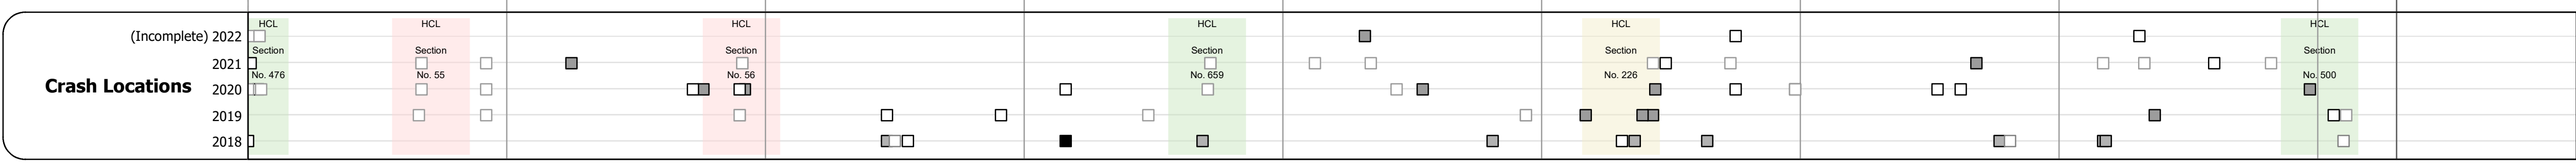 Crash Locations
(Incomplete) 2022
2021
2020
2019
2018
HCL
Section
No. 476
HCL
Section
No. 55
HCL
Section
No. 56
HCL
Section
No. 659
HCL
Section
No. 226
HCL
Section
No. 500